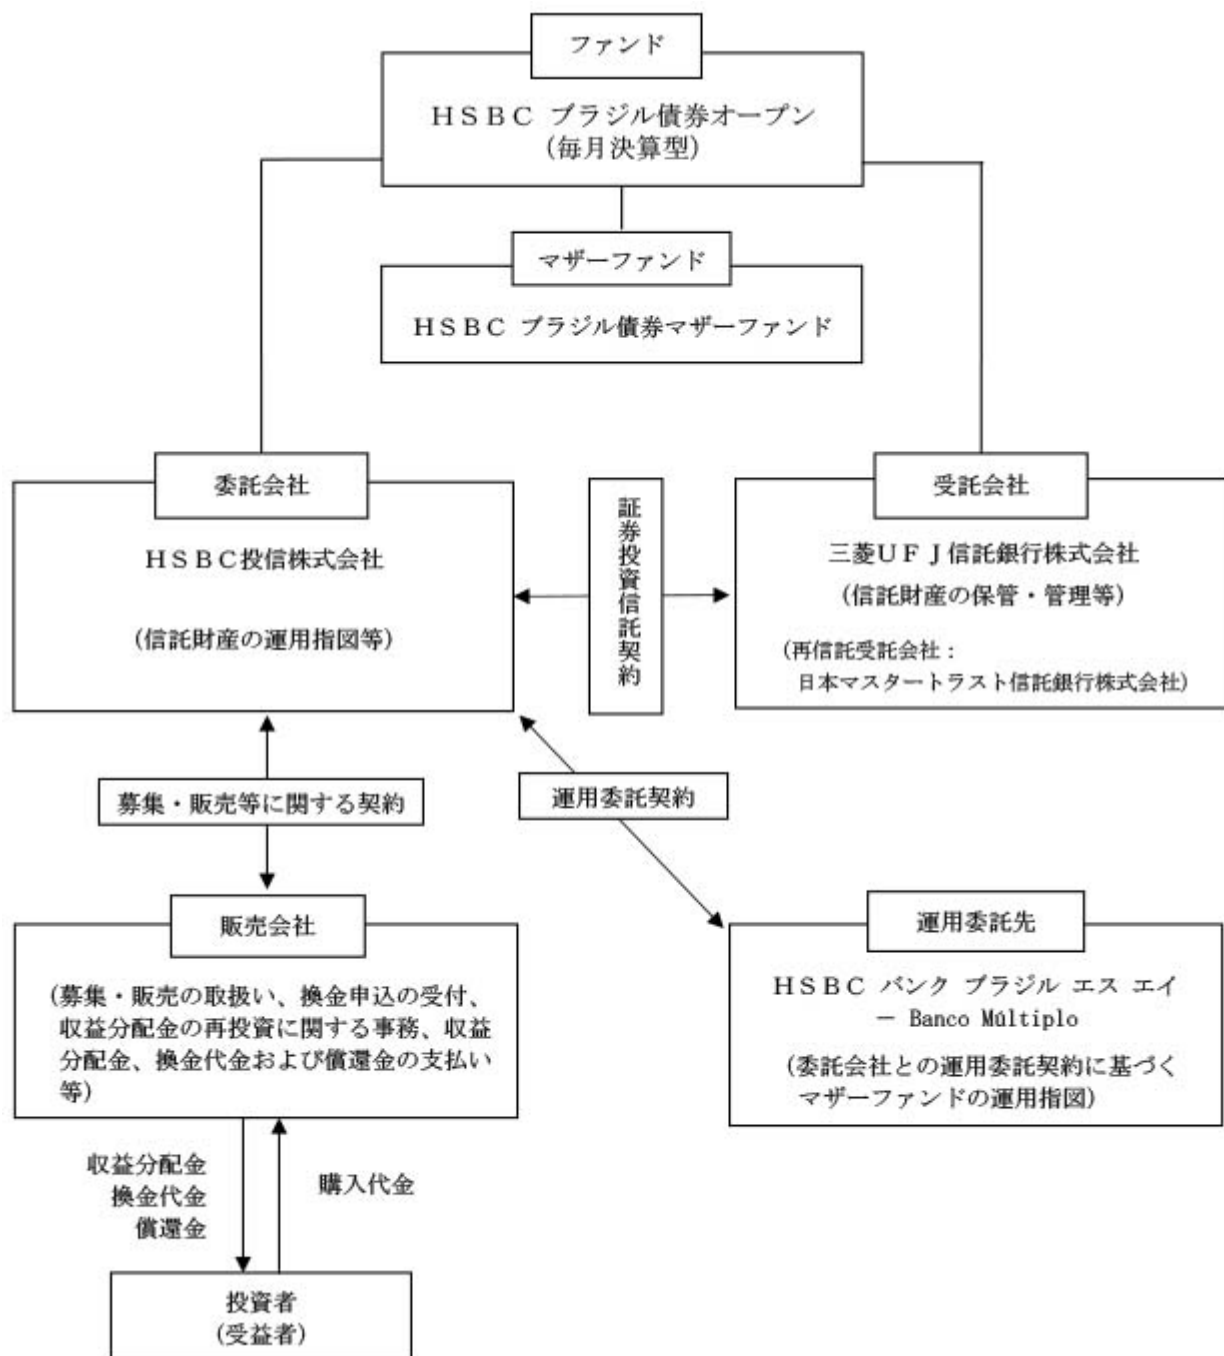 ファンド
HSBC ブラジル債券オープン
(毎月決算型)
マザーファンド
HSBC ブラジル債券マザーファンド
委託会社
HSBC投信株式会社
(信託財産の運用指図等)
証券投資信託契約
受託会社
三菱UFJ信託銀行株式会社
(信託財産の保管・管理等)
(再信託受託会社:
日本マスタートラスト信託銀行株式会社)
募集・販売等に関する契約
運用委託契約
販売会社
(募集・販売の取扱い、換金申込の受付、
収益分配金の再投資に関する事務、収益
分配金、換金代金および償還金の支払い
等)
運用委託先
HSBC バンク ブラジル エス エイ
- Banco Múltiplo
(委託会社との運用委託契約に基づく
マザーファンドの運用指図)
収益分配金
換金代金
償還金
購入代金
投資者
(受益者)